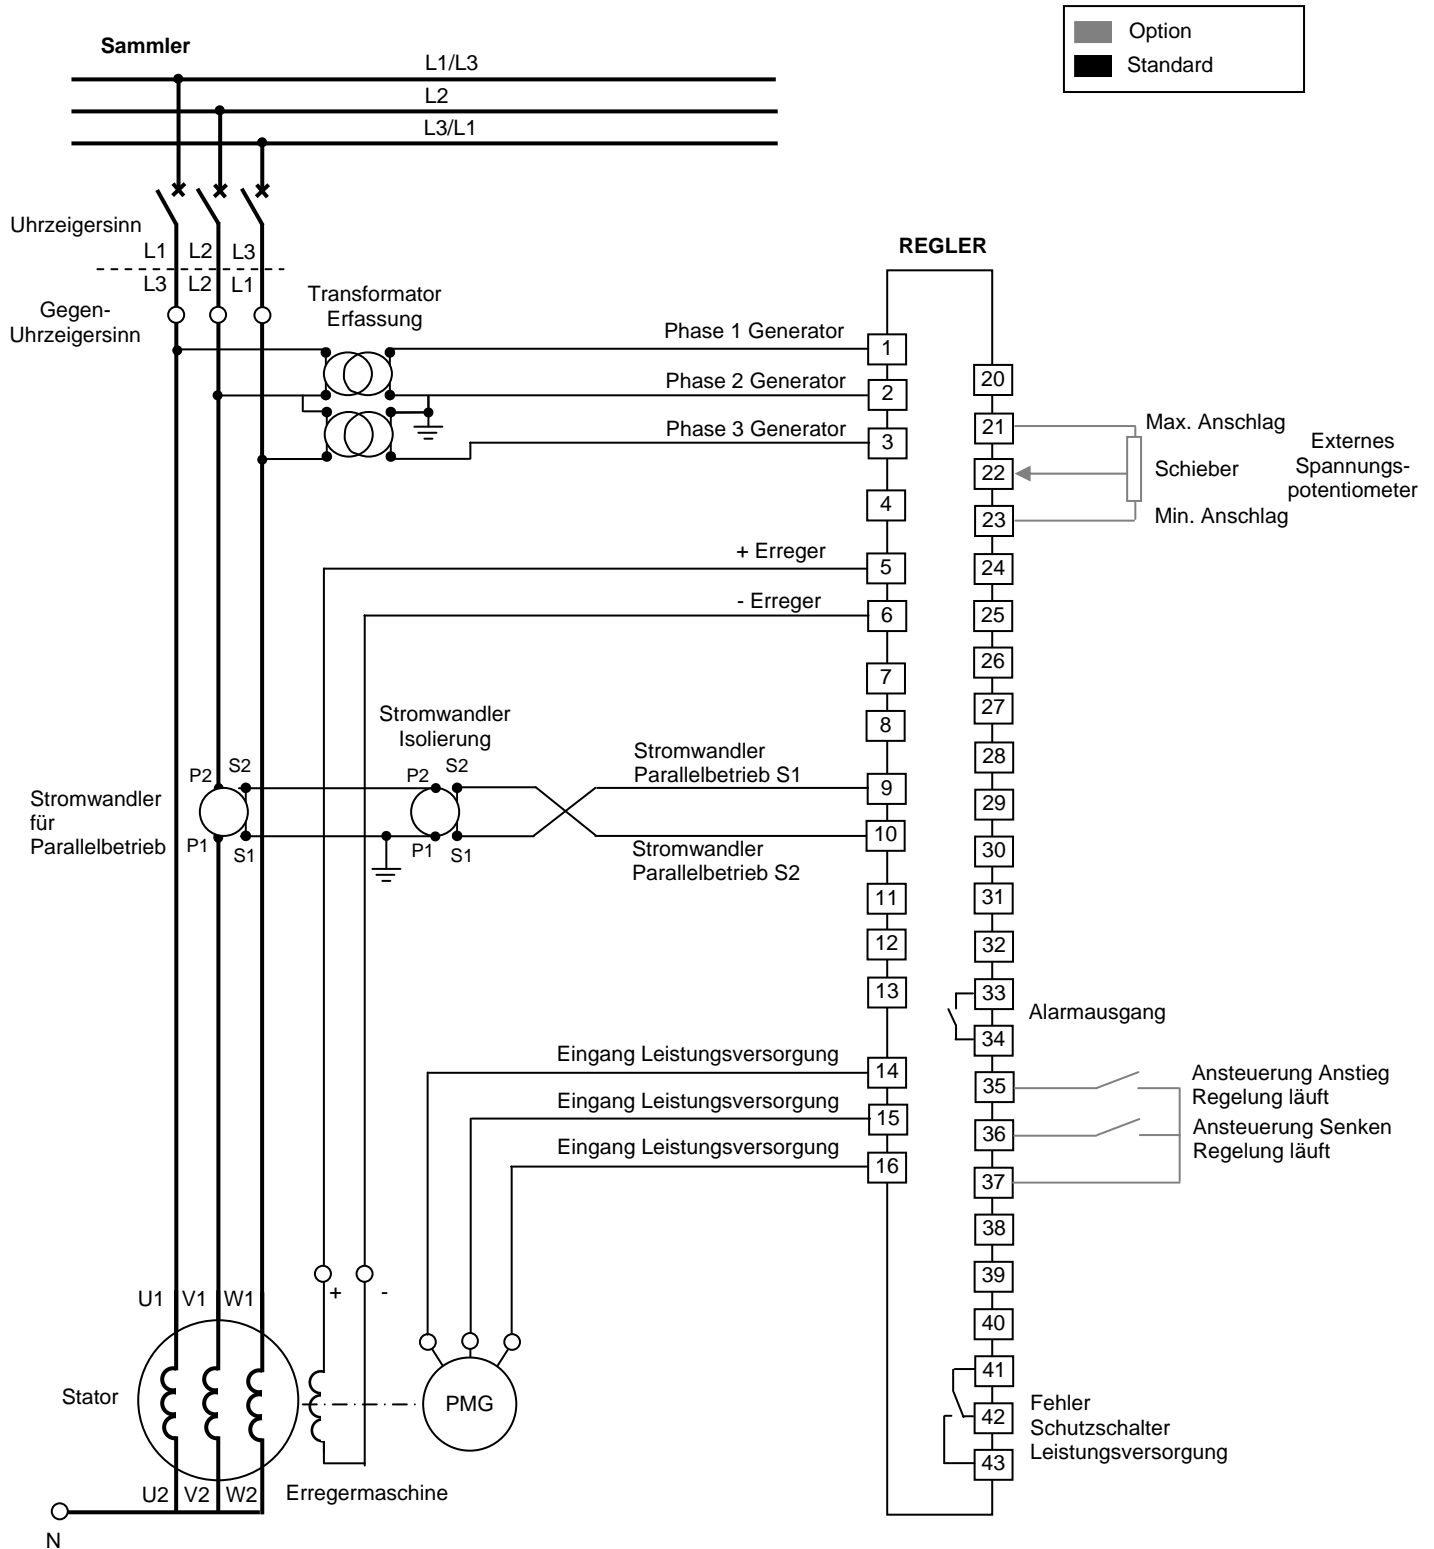 Option
Standard
Sammler
L1/L3
L2
L3/L1
Uhrzeigersinn
L1 L2 L3
L3 L2 L1
Gegen-
Uhrzeigersinn
Transformator
Erfassung
REGLER
Phase 1 Generator
1
Phase 2 Generator
2
Phase 3 Generator
3
4
+ Erreger
5
- Erreger
6
7
8
Stromwandler
für
Parallelbetrieb
P2
S2
P1
S1
Stromwandler
Isolierung
P2
S2
P1
S1
Stromwandler
Parallelbetrieb S1
9
10
Stromwandler
Parallelbetrieb S2
11
12
13
Eingang Leistungsversorgung
14
Eingang Leistungsversorgung
15
Eingang Leistungsversorgung
16
20
21
Max. Anschlag
22
Schieber
23
Min. Anschlag
Externes
Spannungs-
potentiometer
24
25
26
27
28
29
30
31
32
33
34
Alarmausgang
35
Ansteuerung Anstieg
Regelung läuft
36
Ansteuerung Senken
Regelung läuft
37
38
39
40
41
42
43
Fehler
Schutzschalter
Leistungsversorgung
+
-
U1 V1 W1
Stator
PMG
U2 V2 W2
Erregermaschine
N